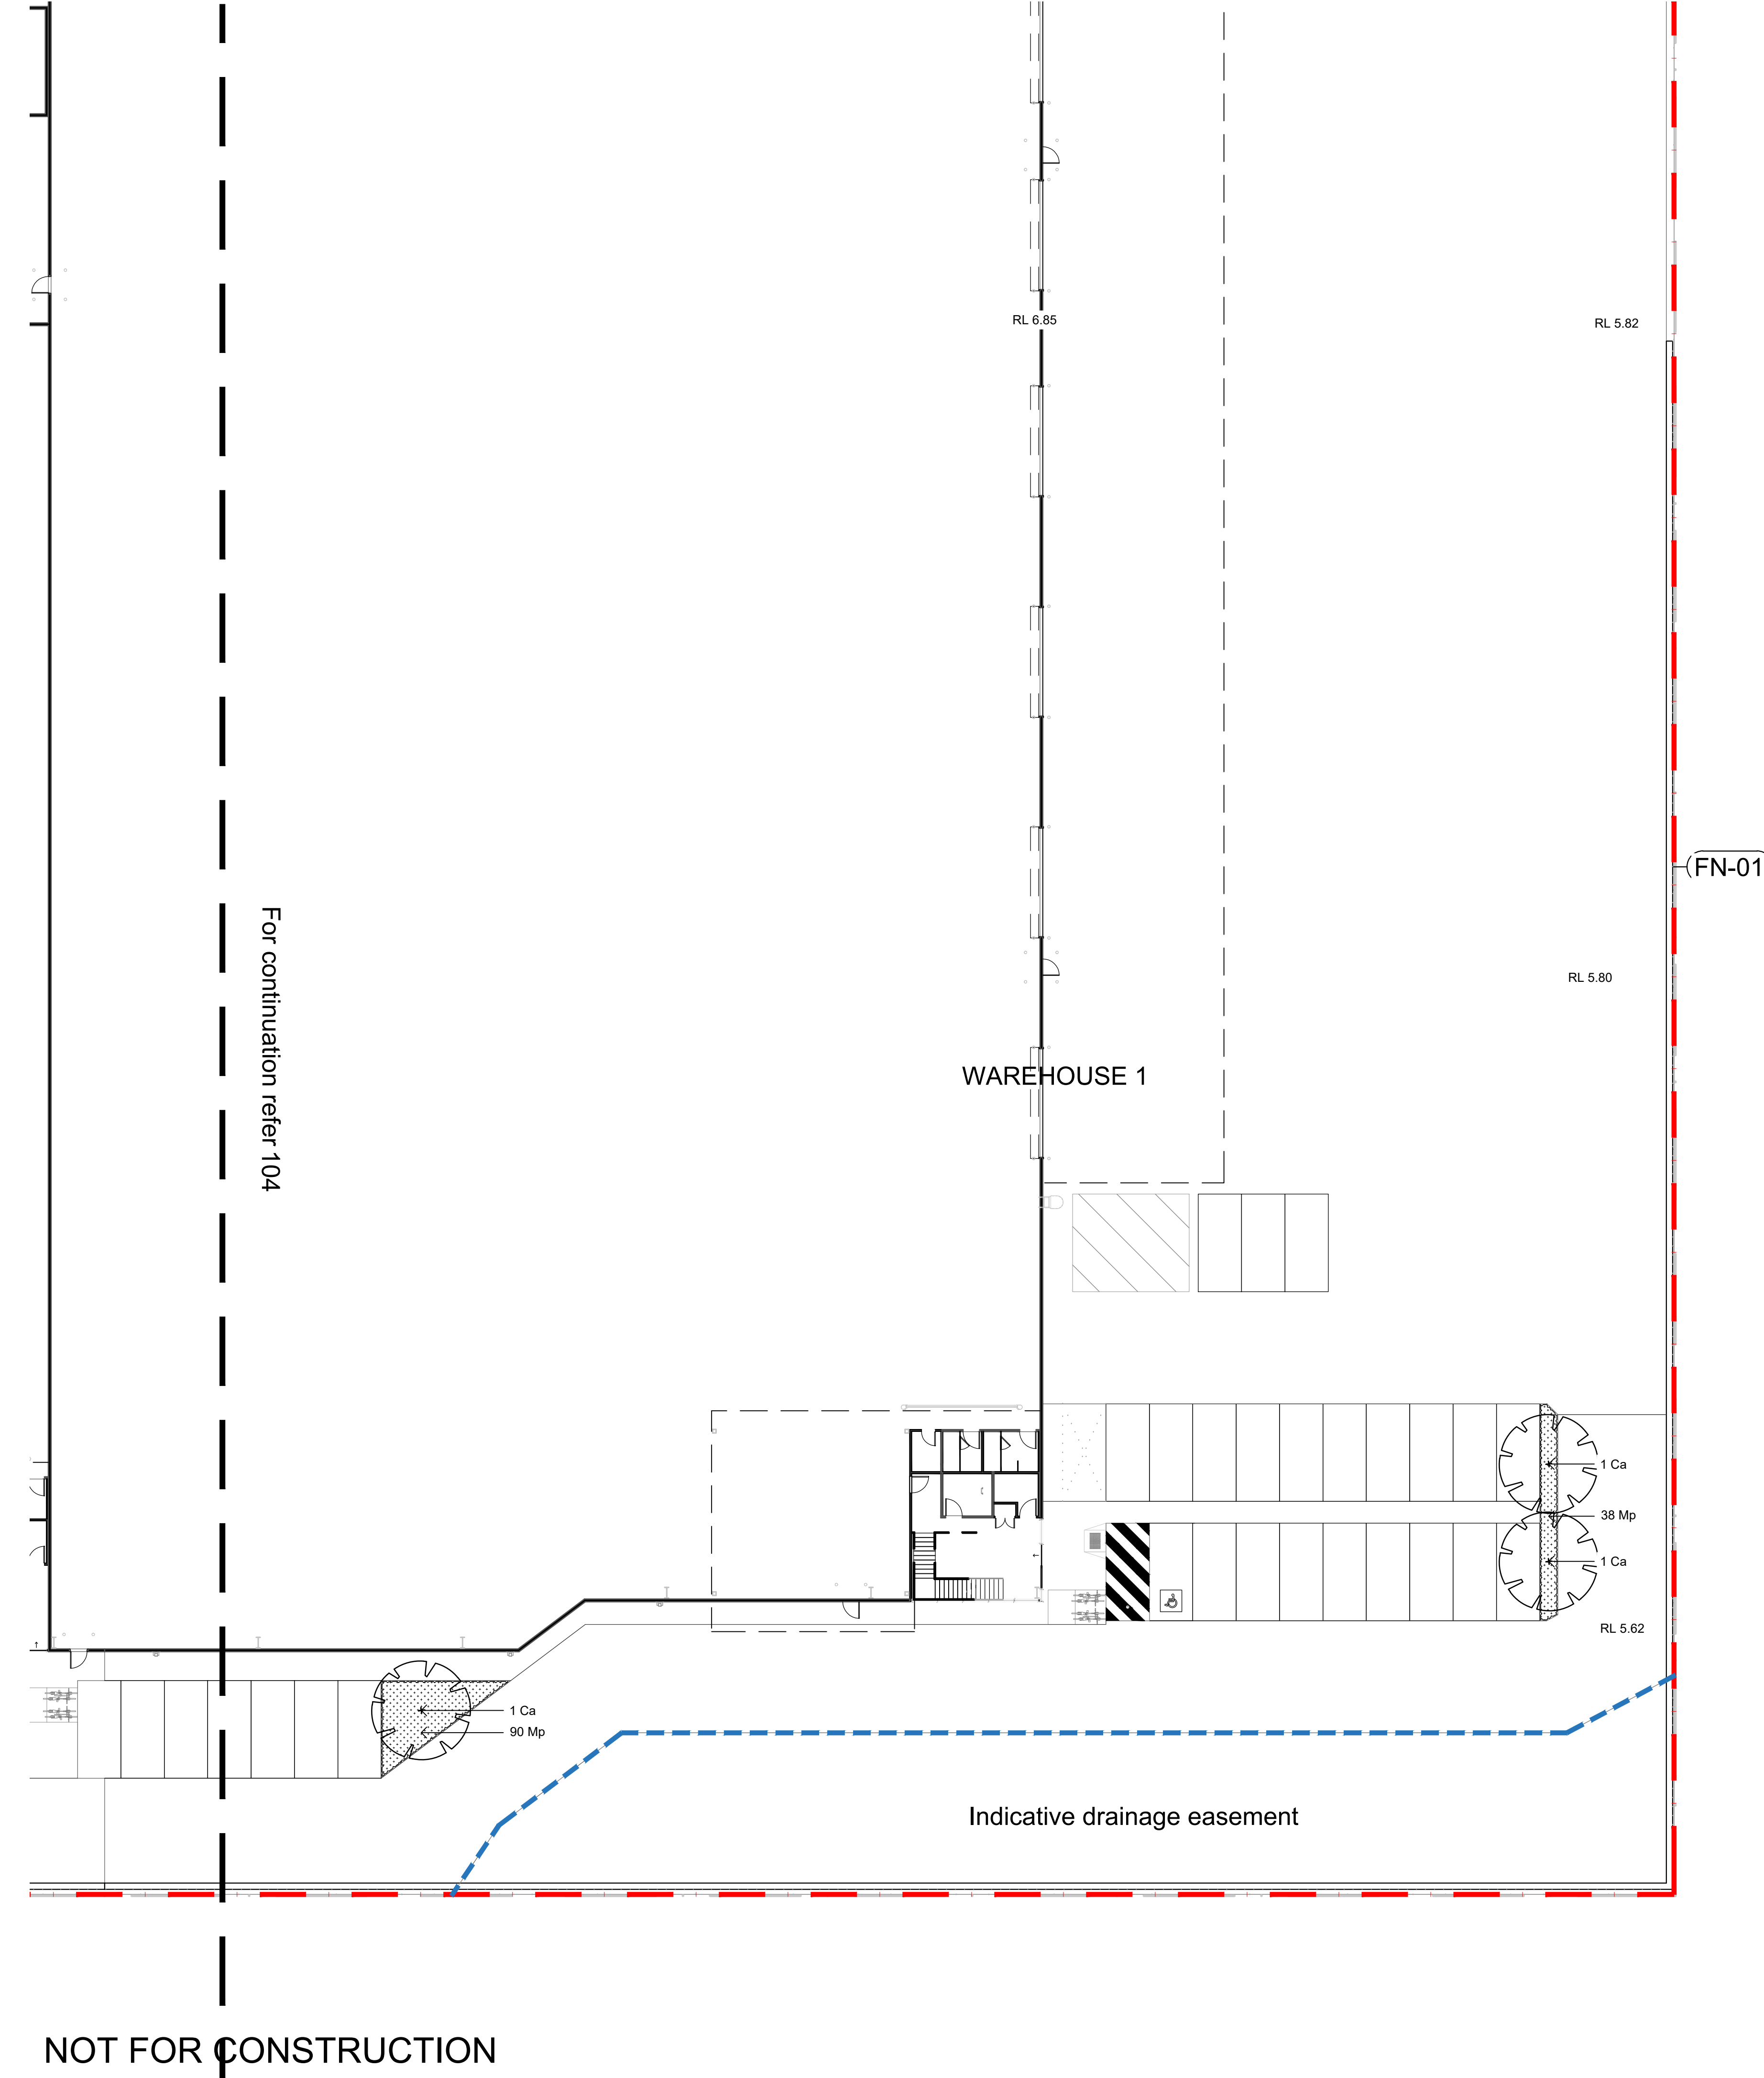 RL 6.85
RL 5.82
FN-01
For continuation refer 104
RL 5.80
WAREHOUSE 1
1 Ca
38 Mp
1 Ca
RL 5.62
1 Ca
90 Mp
Indicative drainage easement
NOT FOR CONSTRUCTION